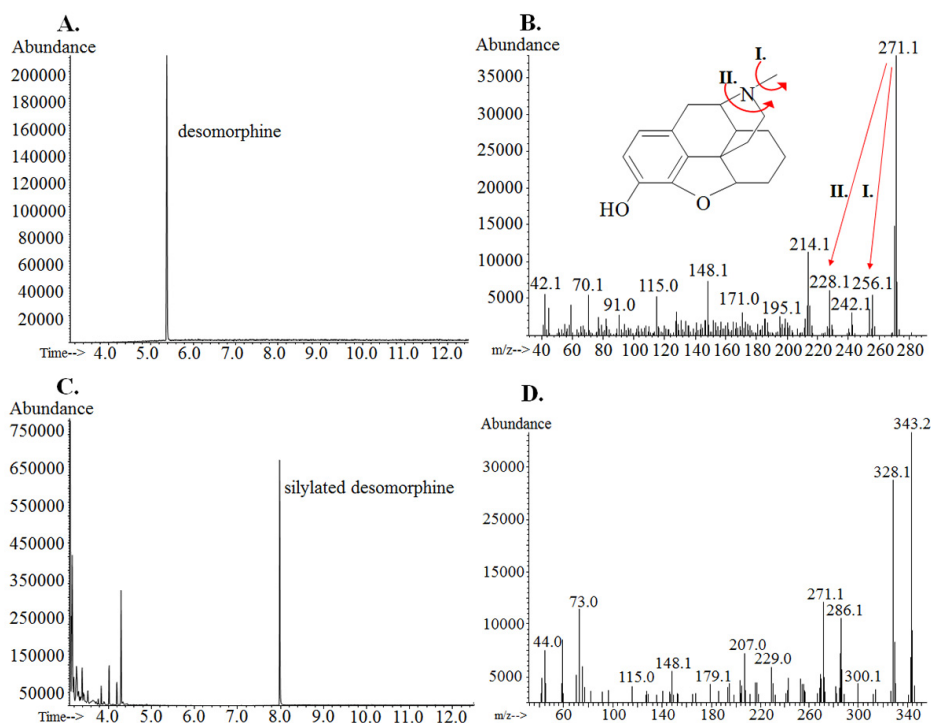 A.
Abundance
200000
180000
160000
140000
120000
100000
80000
60000
40000
20000
desomorphine
Time--> 4.0 5.0 6.0 7.0 8.0 9.0 10.0 11.0 12.0
B.
Abundance
271.1
35000
30000
25000
20000
15000
10000
5000
I.
II.
N
HO
O
II. I.
214.1
228.1
256.1
148.1
42.1
70.1
115.0
91.0
171.0
195.1
242.1
m/z--> 40 60 80 100 120 140 160 180 200 220 240 260 280
C.
Abundance
750000
650000
550000
450000
350000
250000
150000
50000
silylated desomorphine
Time--> 4.0 5.0 6.0 7.0 8.0 9.0 10.0 11.0 12.0
D.
Abundance
343.2
328.1
30000
25000
15000
10000
5000
73.0
271.1
286.1
44.0
207.0
148.1
229.0
115.0
179.1
300.1
m/z--> 60 100 140 180 220 260 300 340